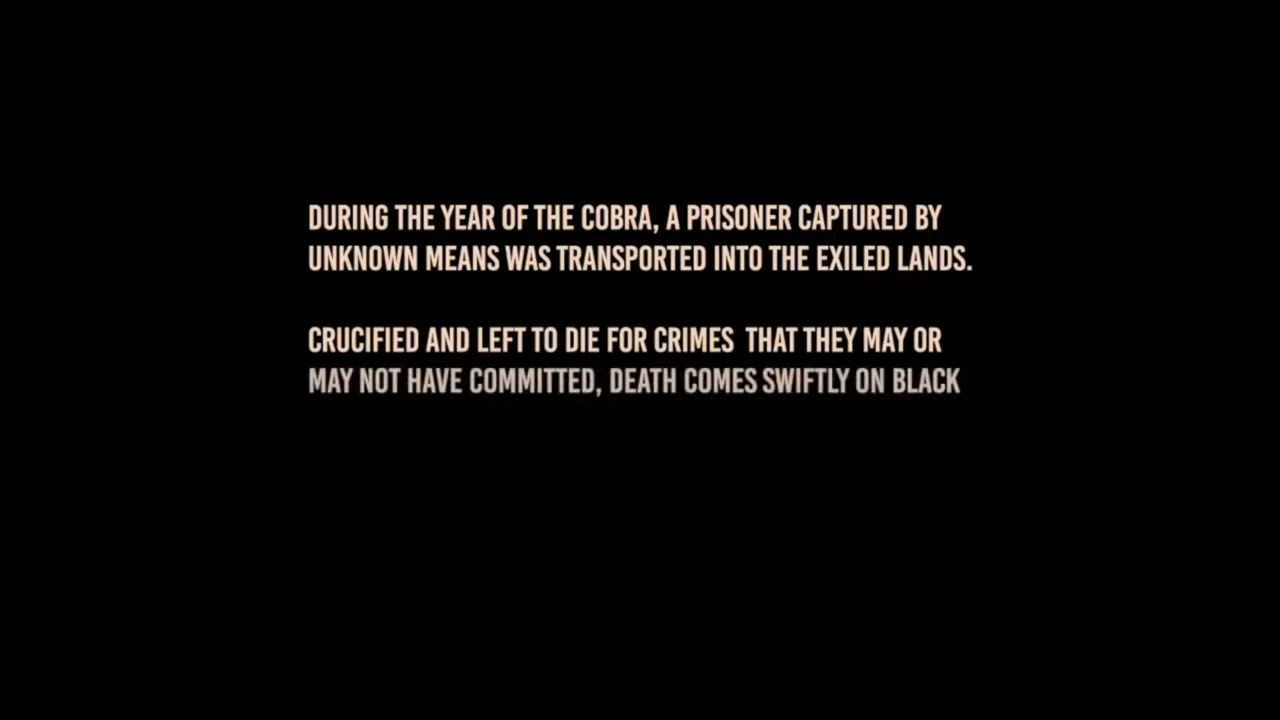 DURING THE YEAR OF THE COBRA, A PRISONER CAPTURED BY
UNKNOWN MEANS WAS TRANSPORTED INTO THE EXILED LANDS.
CRUCIFIED AND LEFT TO DIE FOR CRIMES THAT THEY MAY OR
MAY NOT HAVE COMMITTED, DEATH COMES SWIFTLY ON BLACK